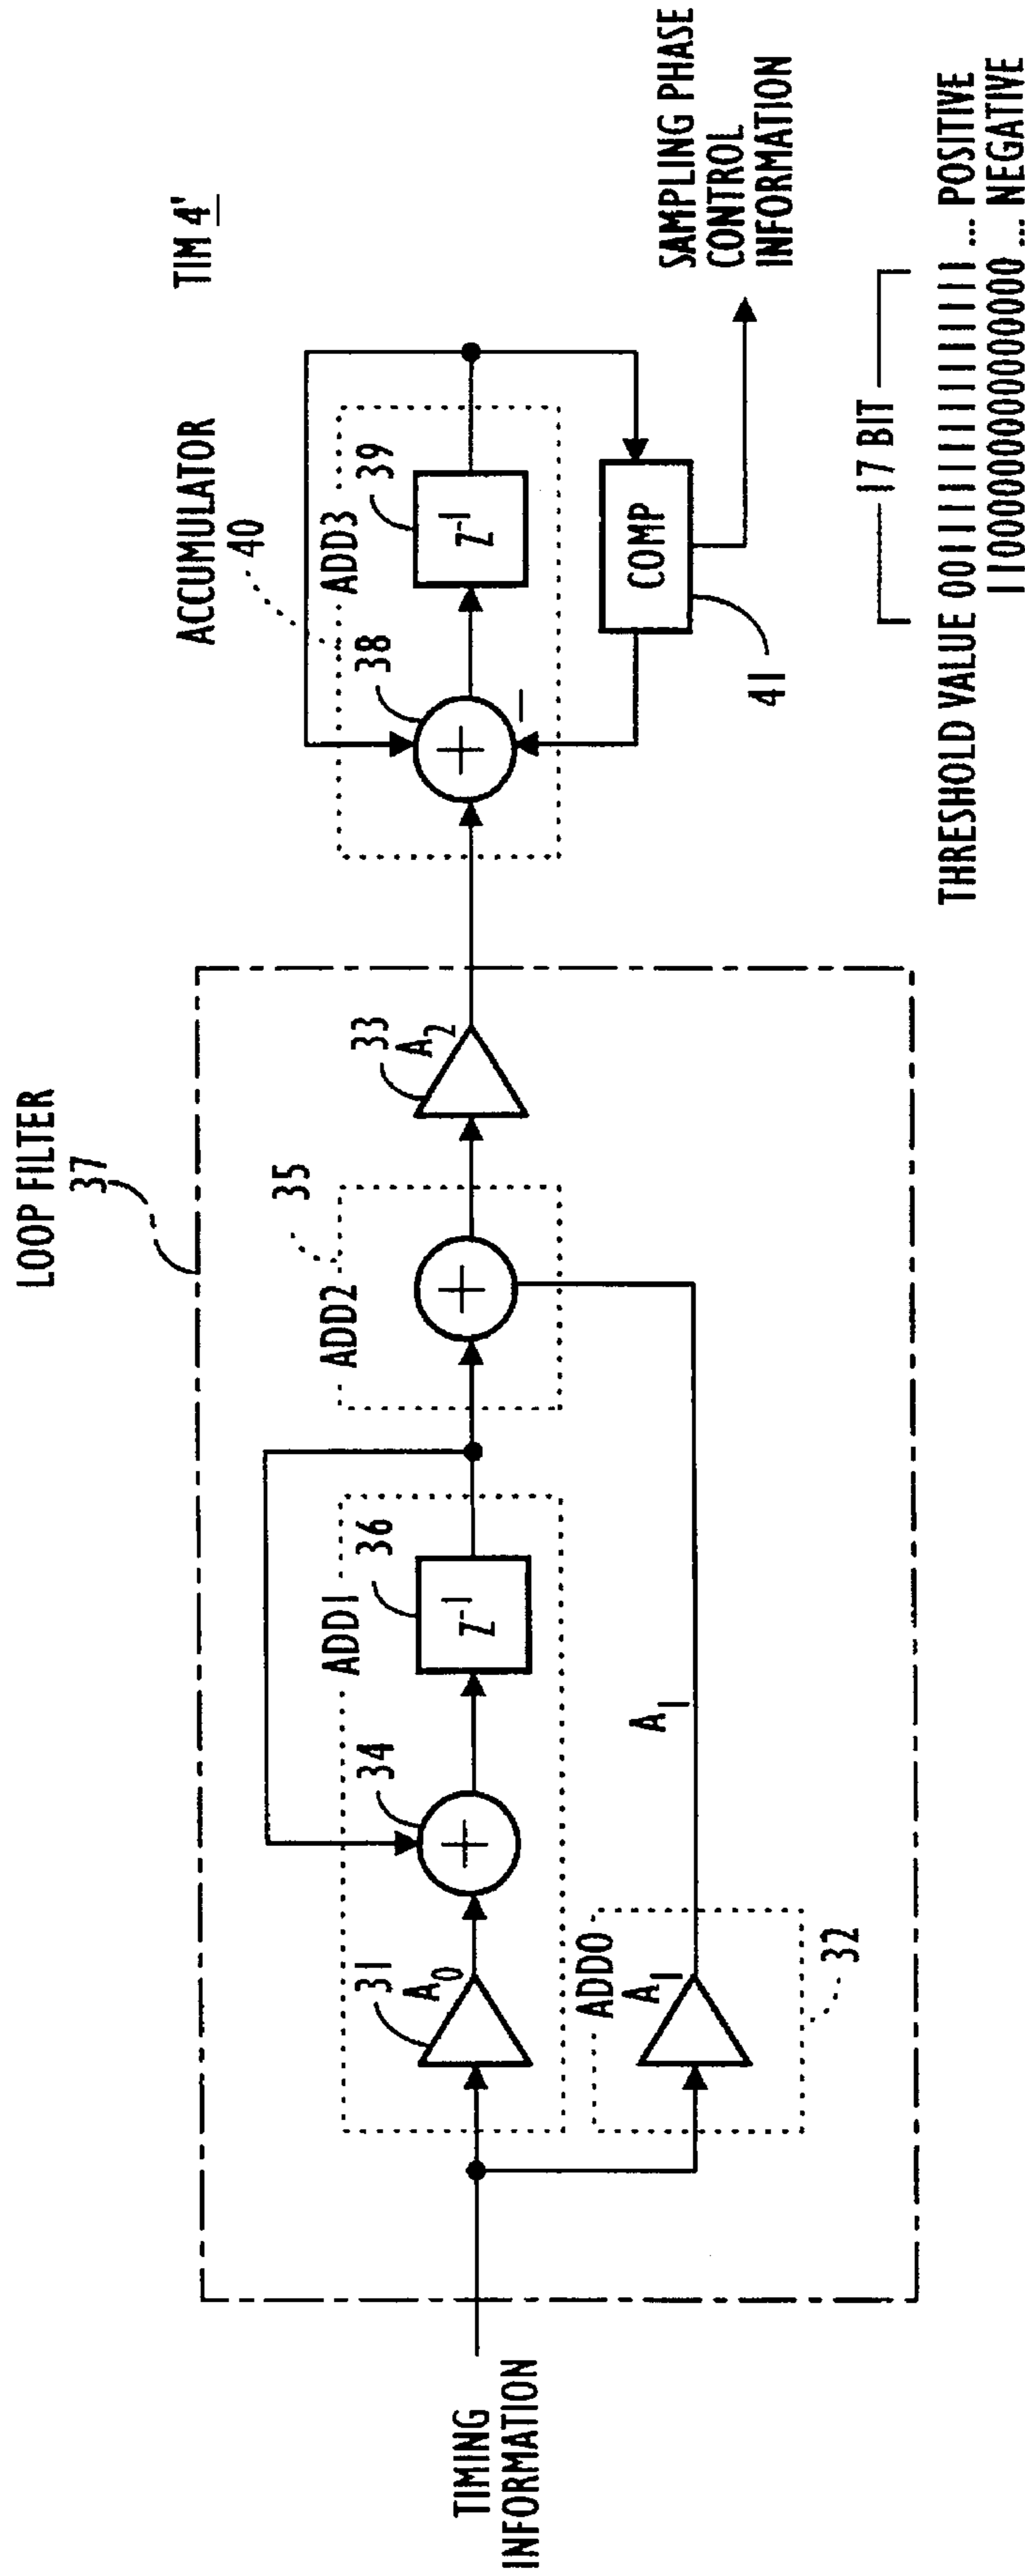 LOOP FILTER
37
TIM 4'
ACCUMULATOR
40
ADD1
36
34
31
A0
Z-1
ADD2
35
33
A2
ADD3
39
38
Z-1
ADD0
A1
32
A1
COMP
41
TIMING
INFORMATION
SAMPLING PHASE
CONTROL
INFORMATION
17 BIT
THRESHOLD VALUE 00111111111111111 ... POSITIVE
11000000000000000 ... NEGATIVE